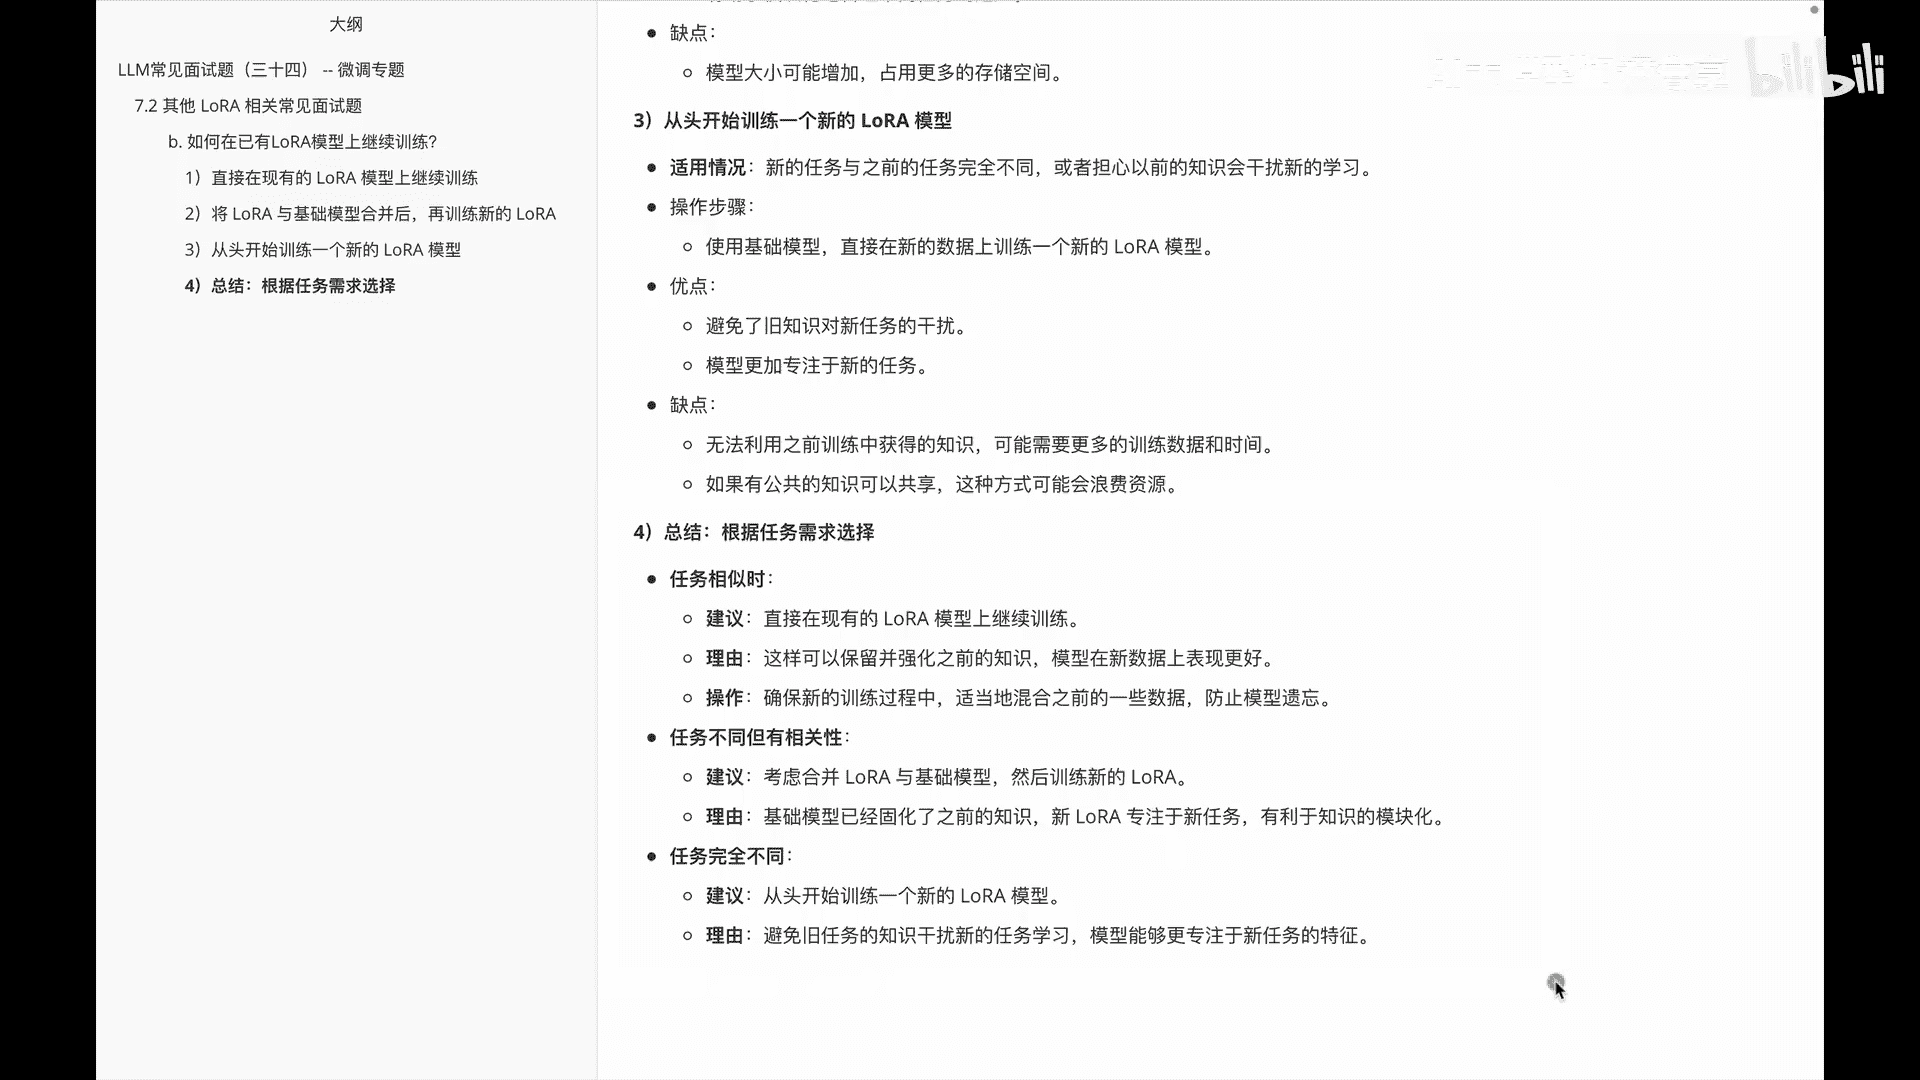 大纲
LLM常见面试题（三十四） -- 微调专题
7.2 其他 LoRA 相关常见面试题
b. 如何在已有LoRA模型上继续训练？
1）直接在现有的 LoRA 模型上继续训练
2）将 LoRA 与基础模型合并后，再训练新的 LoRA
3）从头开始训练一个新的 LoRA 模型
4）总结：根据任务需求选择
缺点：
模型大小可能增加，占用更多的存储空间。
3）从头开始训练一个新的 LoRA 模型
适用情况：新的任务与之前的任务完全不同，或者担心以前的知识会干扰新的学习。
操作步骤：
使用基础模型，直接在新的数据上训练一个新的 LoRA 模型。
优点：
避免了旧知识对新任务的干扰。
模型更加专注于新的任务。
缺点：
无法利用之前训练中获得的知识，可能需要更多的训练数据和时间。
如果有公共的知识可以共享，这种方式可能会浪费资源。
4）总结：根据任务需求选择
任务相似时：
建议：直接在现有的 LoRA 模型上继续训练。
理由：这样可以保留并强化之前的知识，模型在新数据上表现更好。
操作：确保新的训练过程中，适当地混合之前的一些数据，防止模型遗忘。
任务不同但有相关性：
建议：考虑合并 LoRA 与基础模型，然后训练新的 LoRA。
理由：基础模型已经固化了之前的知识，新 LoRA 专注于新任务，有利于知识的模块化。
任务完全不同：
建议：从头开始训练一个新的 LoRA 模型。
理由：避免旧任务的知识干扰新的任务学习，模型能够更专注于新任务的特征。
bilibili